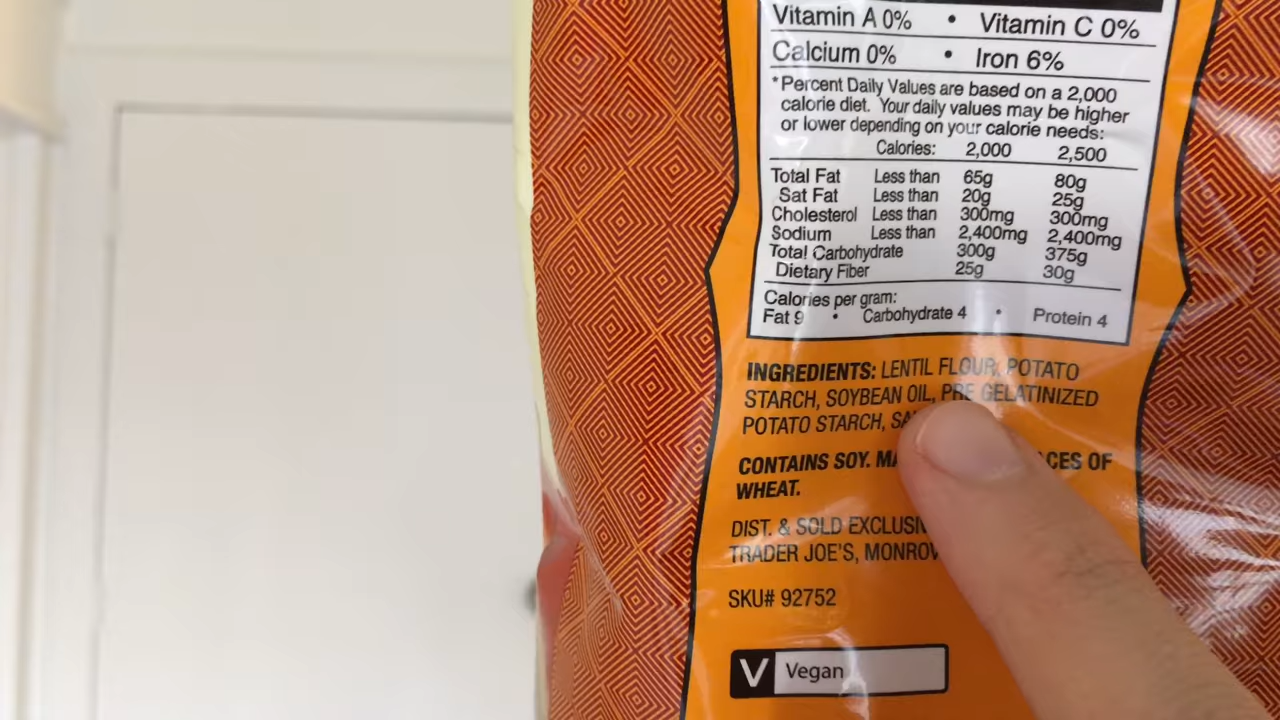 Vitamin A 0% • Vitamin C 0%
Calcium 0% • Iron 6%
*Percent Daily Values are based on a 2,000
calorie diet. Your daily values may be higher
or lower depending on your calorie needs:
Calories: 2,000 2,500
Total Fat Less than 65g 80g
Sat Fat Less than 20g 25g
Cholesterol Less than 300mg 300mg
Sodium Less than 2,400mg 2,400mg
Total Carbohydrate 300g 375g
Dietary Fiber 25g 30g
Calories per gram:
Fat 9 • Carbohydrate 4 • Protein 4
INGREDIENTS: LENTIL FLOUR, POTATO
STARCH, SOYBEAN OIL, PRE GELATINIZED
POTATO STARCH,
CONTAINS SOY. OF
WHEAT.
DIST. & SOLD
TRADER JOE'S,
SKU# 92752
V Vegan